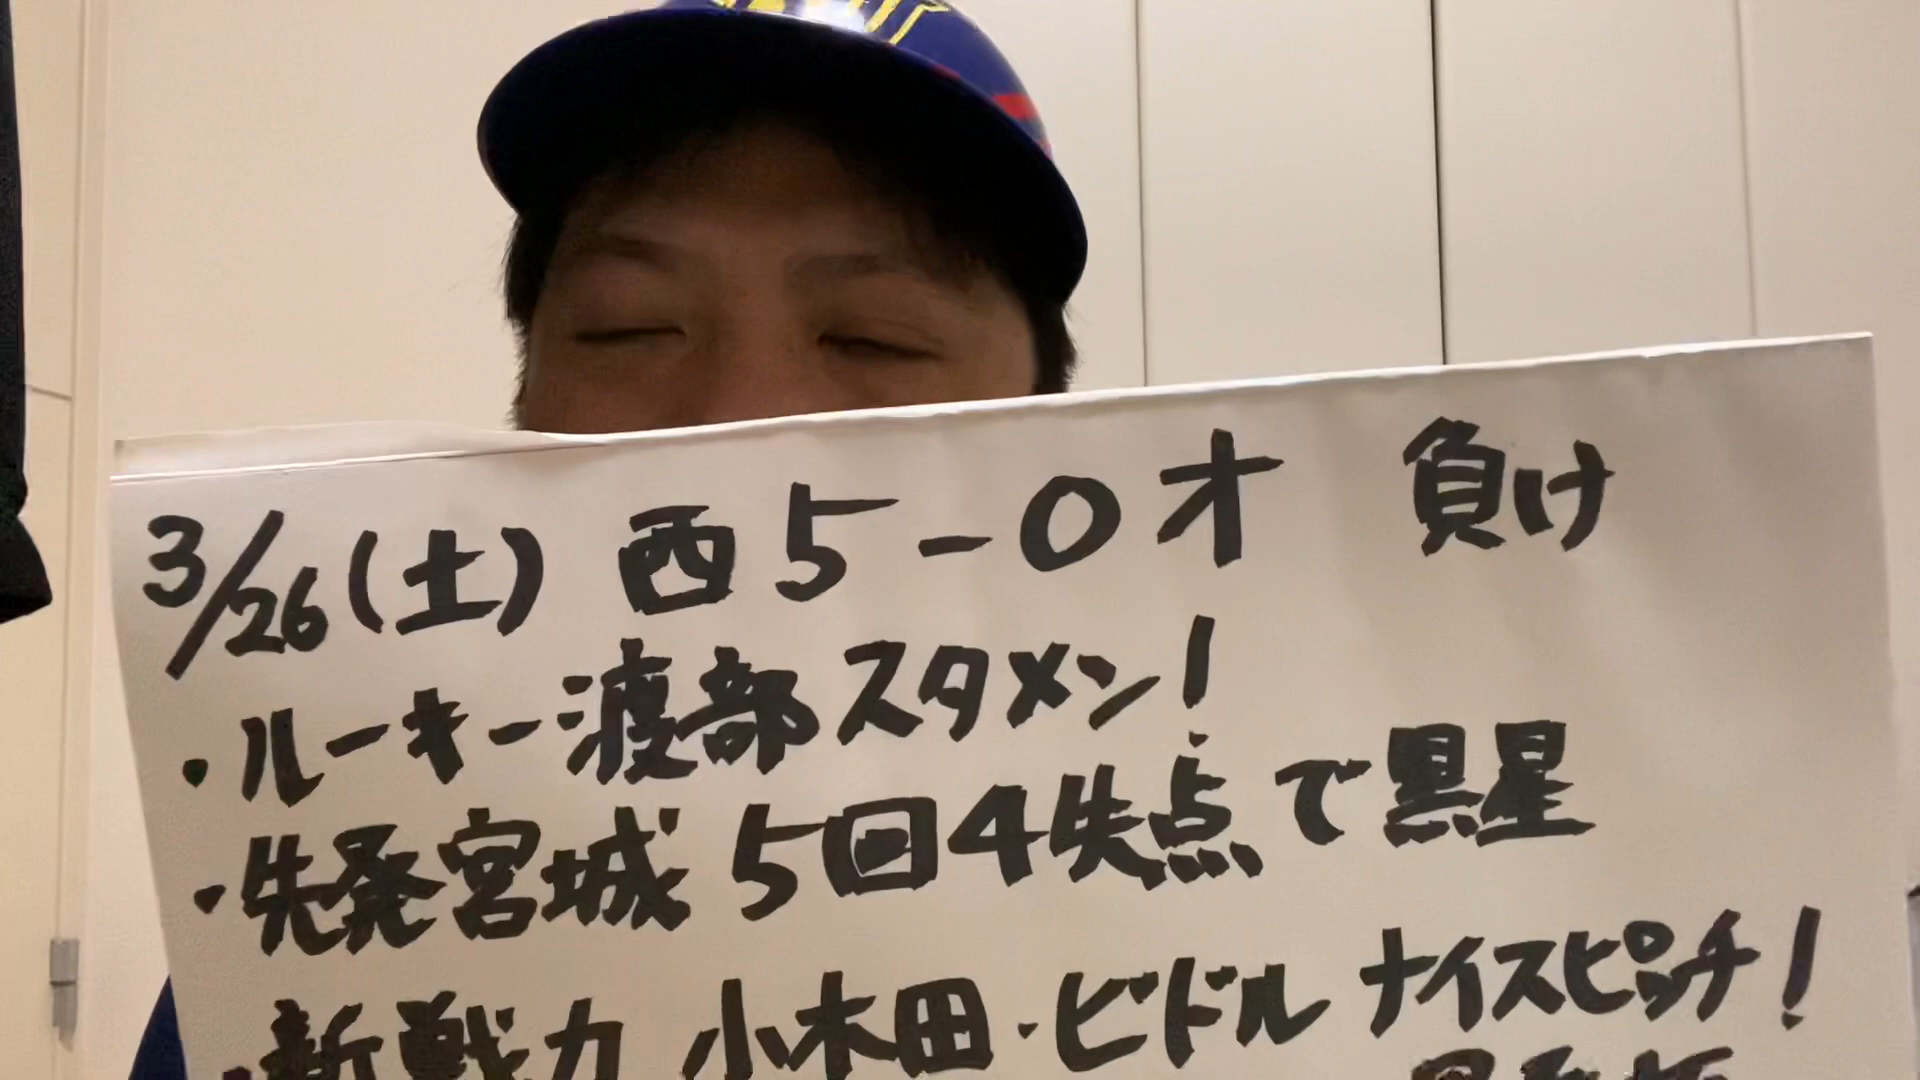 3/26(土) 西5-0オ 負け
・ルーキー渡部スタメン!
・先発宮城 5回4失点で黒星
・新戦力 小木田・ビドルナイスピッチ!